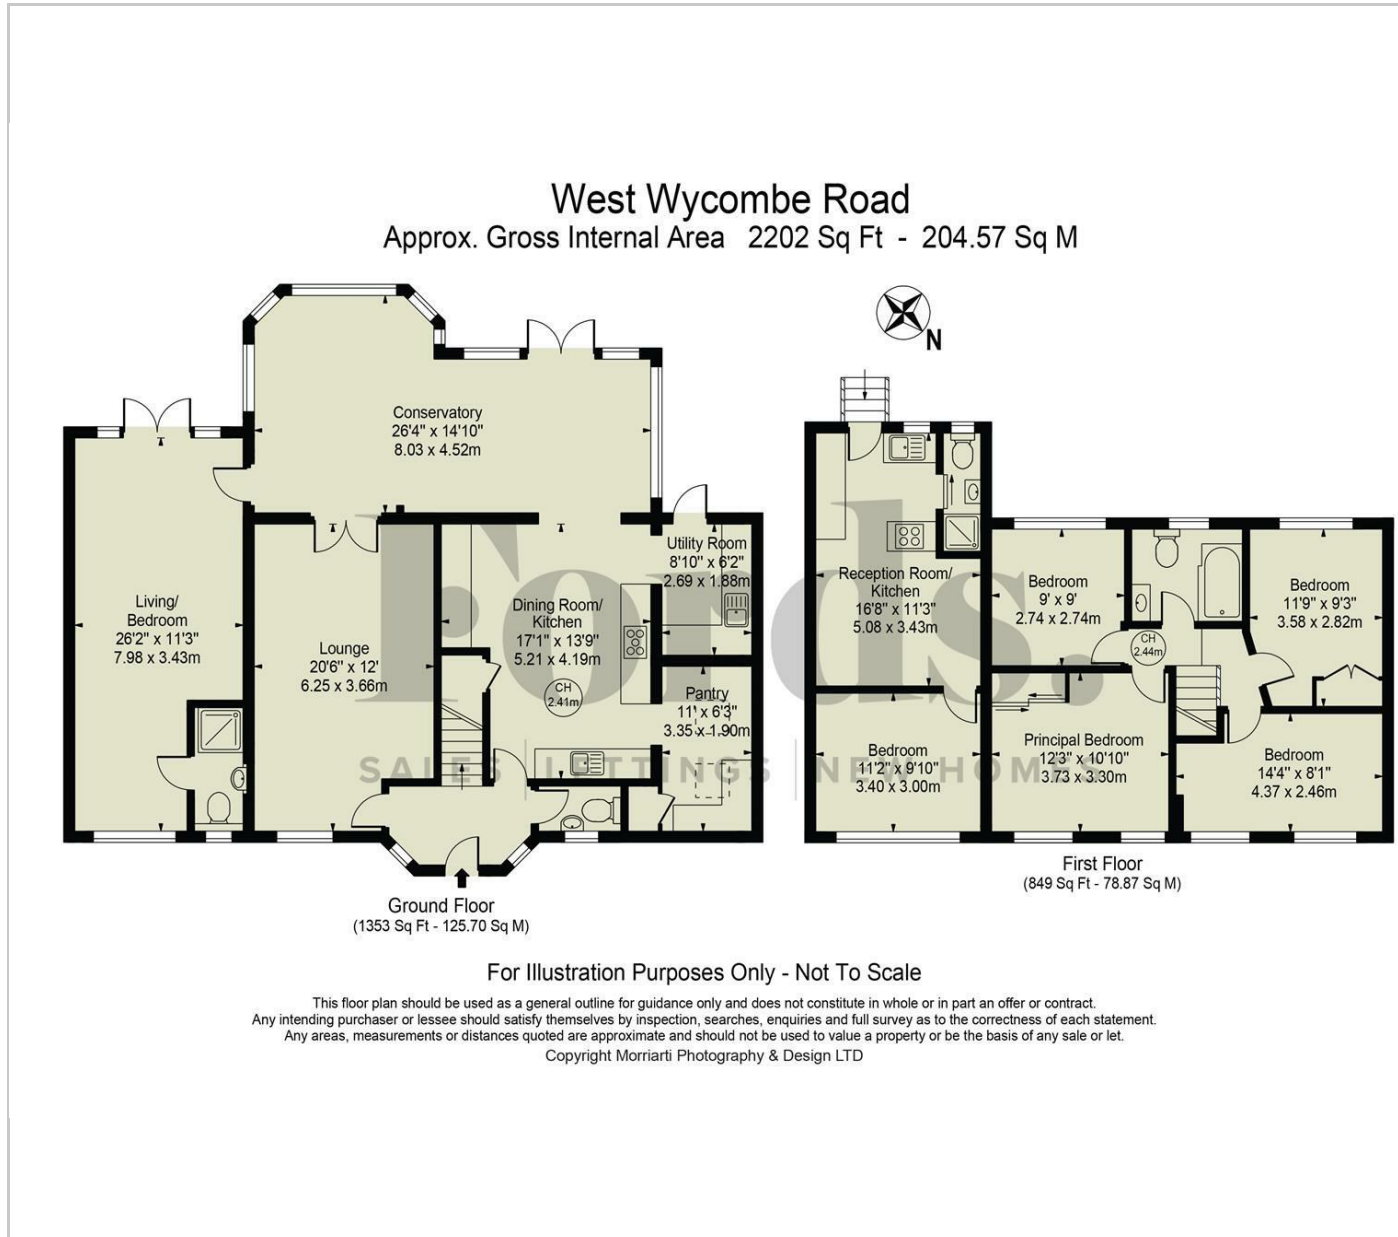 West Wycombe Road
Approx. Gross Internal Area 2202 Sq Ft - 204.57 Sq M
N
Conservatory
26'4" x 14'10"
8.03 x 4.52m
Living/
Bedroom
26'2" x 11'3"
7.98 x 3.43m
Lounge
20'6" x 12'
6.25 x 3.66m
Dining Room/
Kitchen
17'1" x 13'9"
5.21 x 4.19m
CH
2.41m
Utility Room
8'10" x 6'2"
2.69 x 1.88m
Pantry
11' x 6'3"
3.35 x 1.90m
Ground Floor
(1353 Sq Ft - 125.70 Sq M)
Reception Room/
Kitchen
16'8" x 11'3"
5.08 x 3.43m
Bedroom
9' x 9'
2.74 x 2.74m
CH
2.44m
Bedroom
11'9" x 9'3"
3.58 x 2.82m
Bedroom
11'2" x 9'10"
3.40 x 3.00m
Principal Bedroom
12'3" x 10'10"
3.73 x 3.30m
Bedroom
14'4" x 8'1"
4.37 x 2.46m
First Floor
(849 Sq Ft - 78.87 Sq M)
Fords.
SALES | LETTINGS | NEW HOMES
For Illustration Purposes Only - Not To Scale
This floor plan should be used as a general outline for guidance only and does not constitute in whole or in part an offer or contract.
Any intending purchaser or lessee should satisfy themselves by inspection, searches, enquiries and full survey as to the correctness of each statement.
Any areas, measurements or distances quoted are approximate and should not be used to value a property or be the basis of any sale or let.
Copyright Morriarti Photography & Design LTD